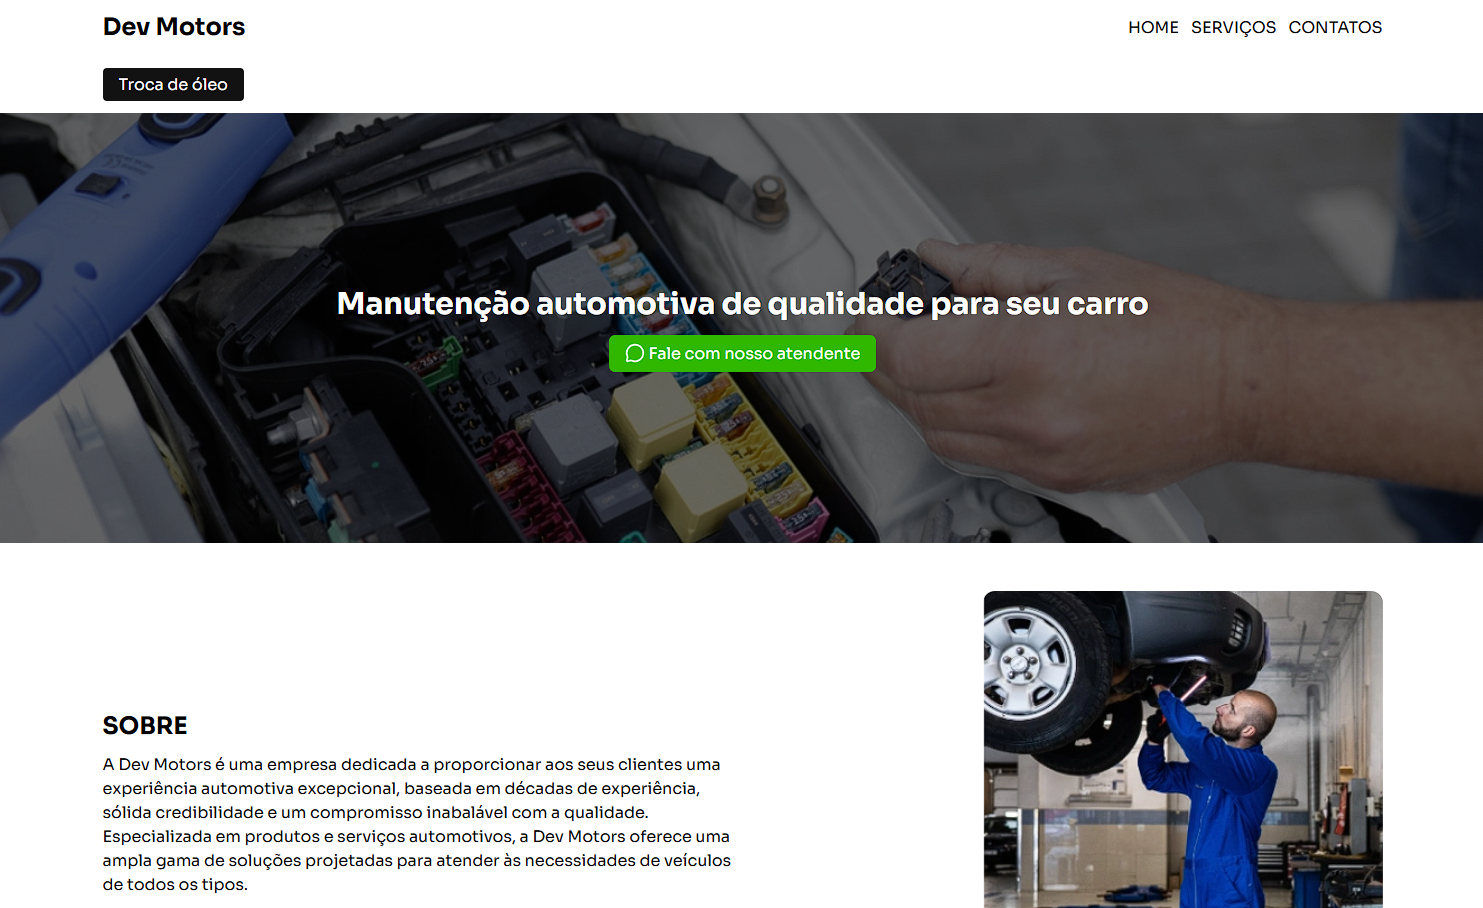 Dev Motors
HOME SERVIÇOS CONTATOS
Troca de óleo
Manutenção automotiva de qualidade para seu carro
Fale com nosso atendente
SOBRE
A Dev Motors é uma empresa dedicada a proporcionar aos seus clientes uma
experiência automotiva excepcional, baseada em décadas de experiência,
sólida credibilidade e um compromisso inabalável com a qualidade.
Especializada em produtos e serviços automotivos, a Dev Motors oferece uma
ampla gama de soluções projetadas para atender às necessidades de veículos
de todos os tipos.